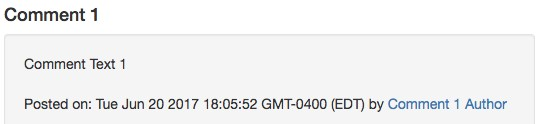 Comment 1
Comment Text 1
Posted on: Tue Jun 20 2017 18:05:52 GMT-0400 (EDT) by Comment 1 Author